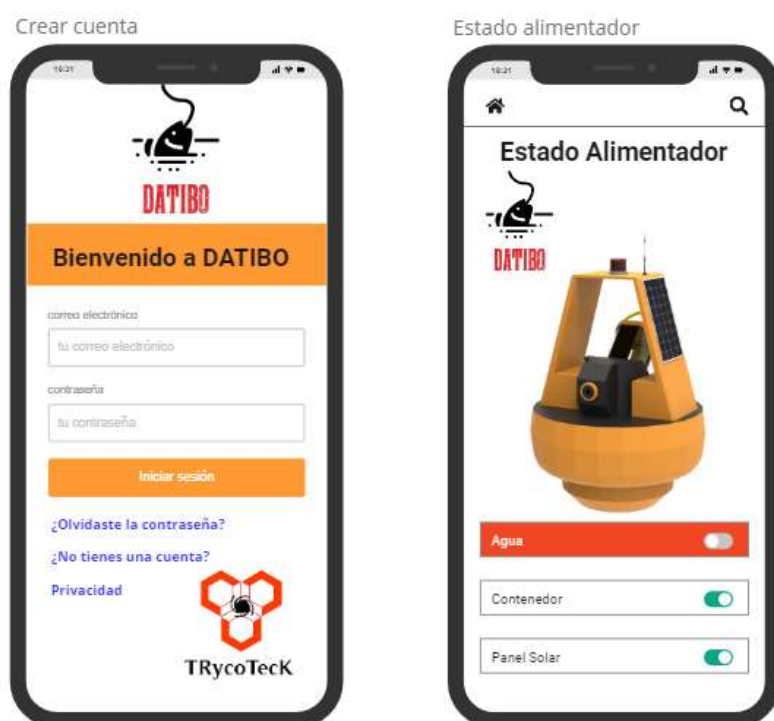 Crear cuenta
DATIBO
Bienvenido a DATIBO
correo electrónico
tu correo electrónico
contraseña
tu contraseña
Iniciar sesión
¿Olvidaste la contraseña?
¿No tienes una cuenta?
Privacidad
TRycoTecK
Estado alimentador
Estado Alimentador
DATIBO
Agua
Contenedor
Panel Solar